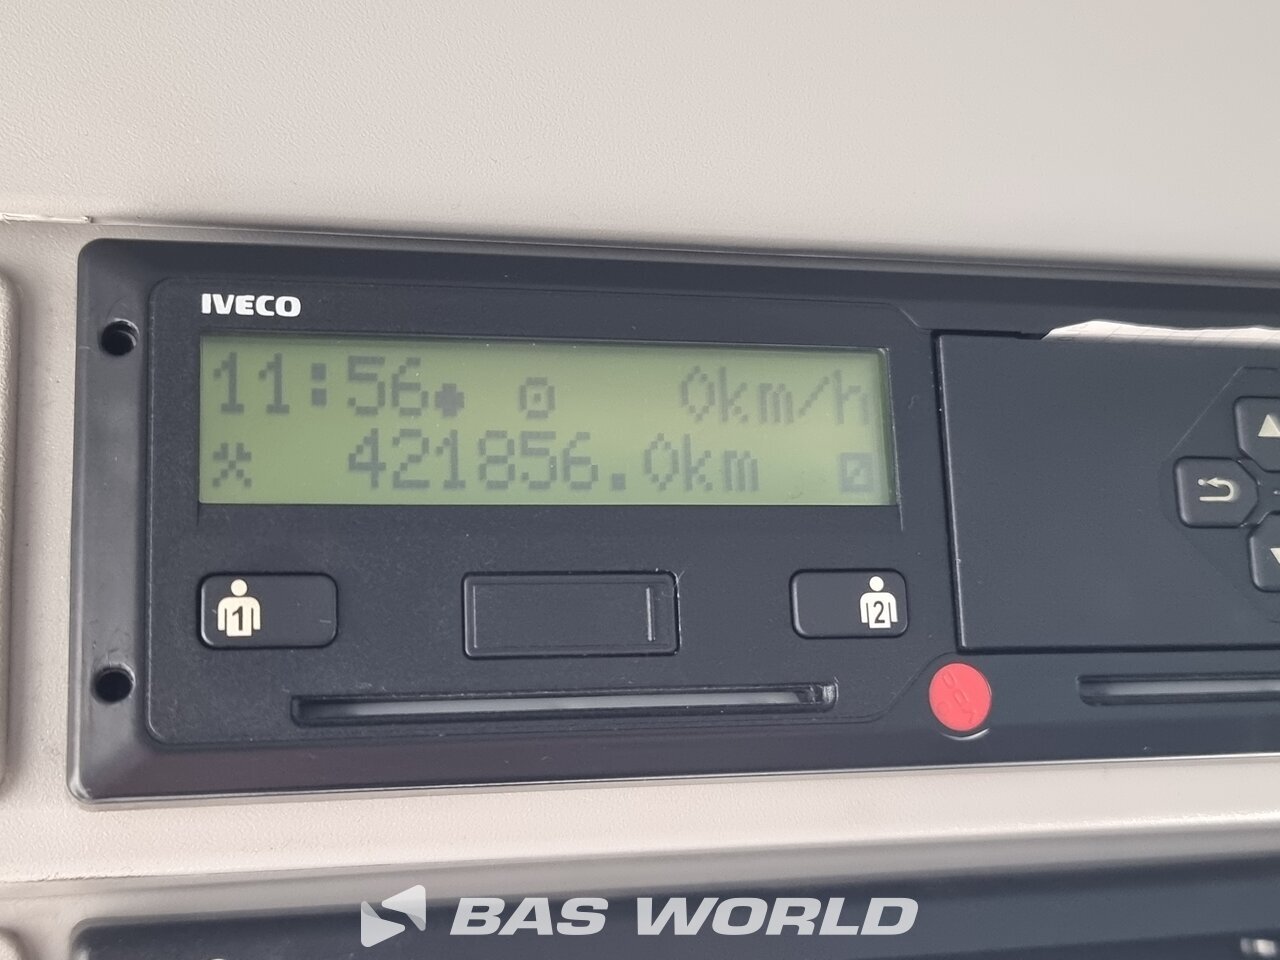 IVECO
11:56 0km/h
421856.0km
1
2
BAS WORLD